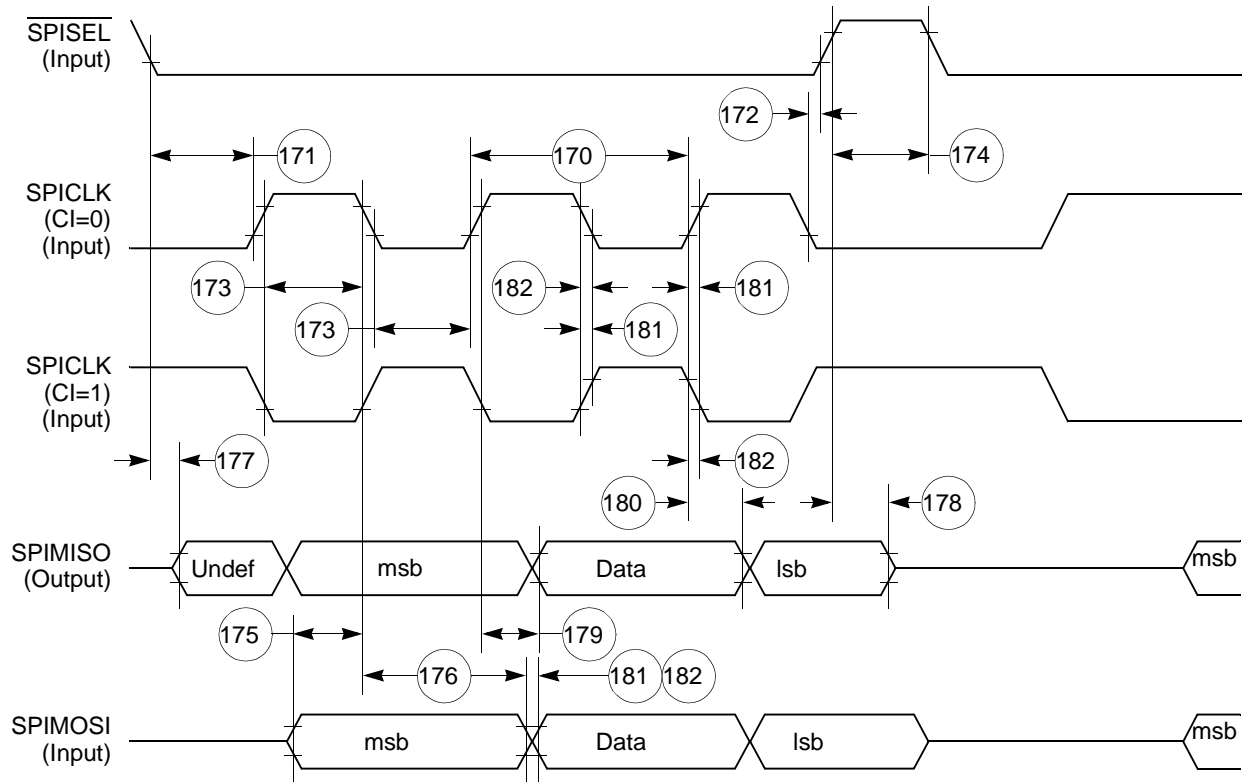 SPISEL
(Input)
172
171
170
174
SPICLK
(CI=0)
(Input)
173
182
181
173
181
SPICLK
(CI=1)
(Input)
177
182
180
178
SPIMISO
(Output)
Undef
msb
Data
lsb
msb
175
179
176
181
182
SPIMOSI
(Input)
msb
Data
lsb
msb